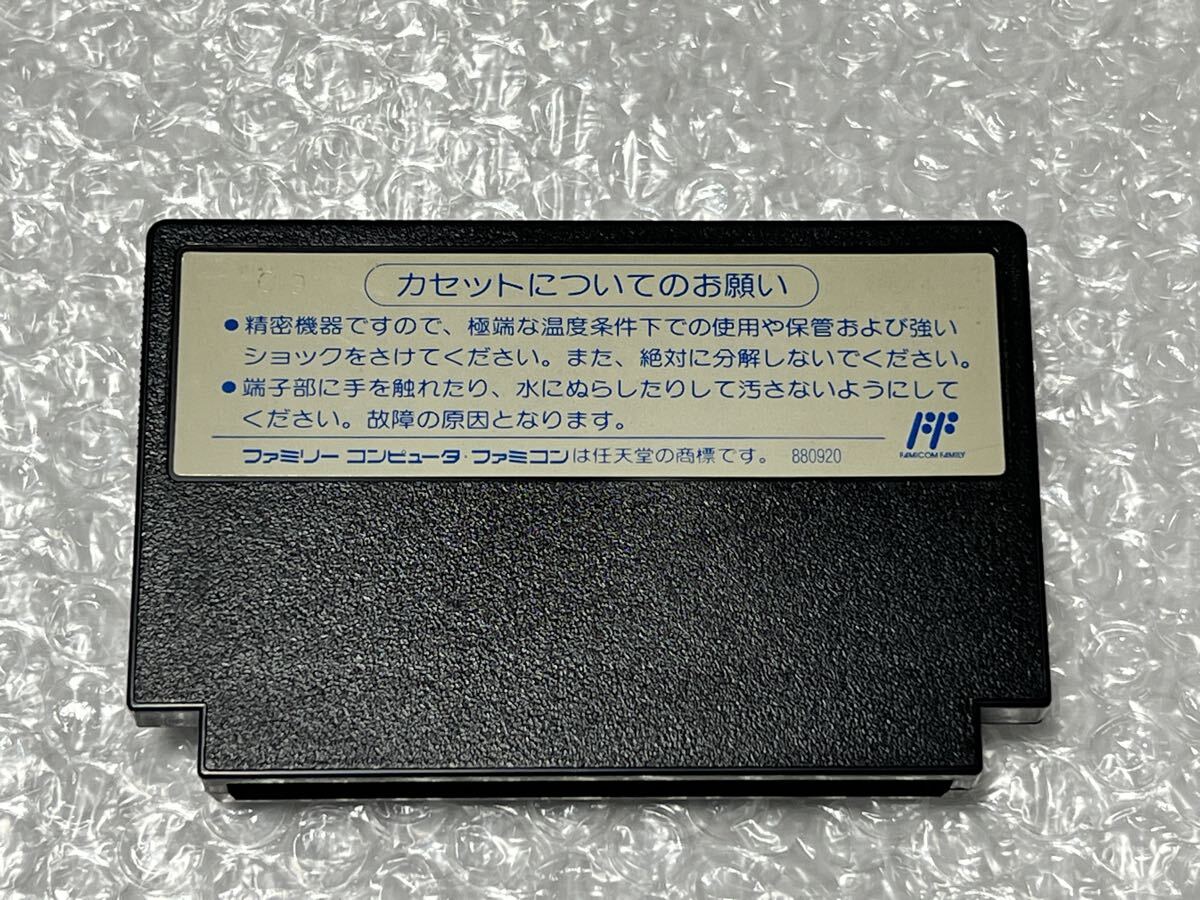 カセットについてのお願い
●精密機器ですので、極端な温度条件下での使用や保管および強い
ショックをさけてください。また、絶対に分解しないでください。
●端子部に手を触れたり、水にぬらしたりして汚さないようにして
ください。故障の原因となります。
FF
FAMICOM FAMILY
ファミリー コンピュータ・ファミコンは任天堂の商標です。 880920